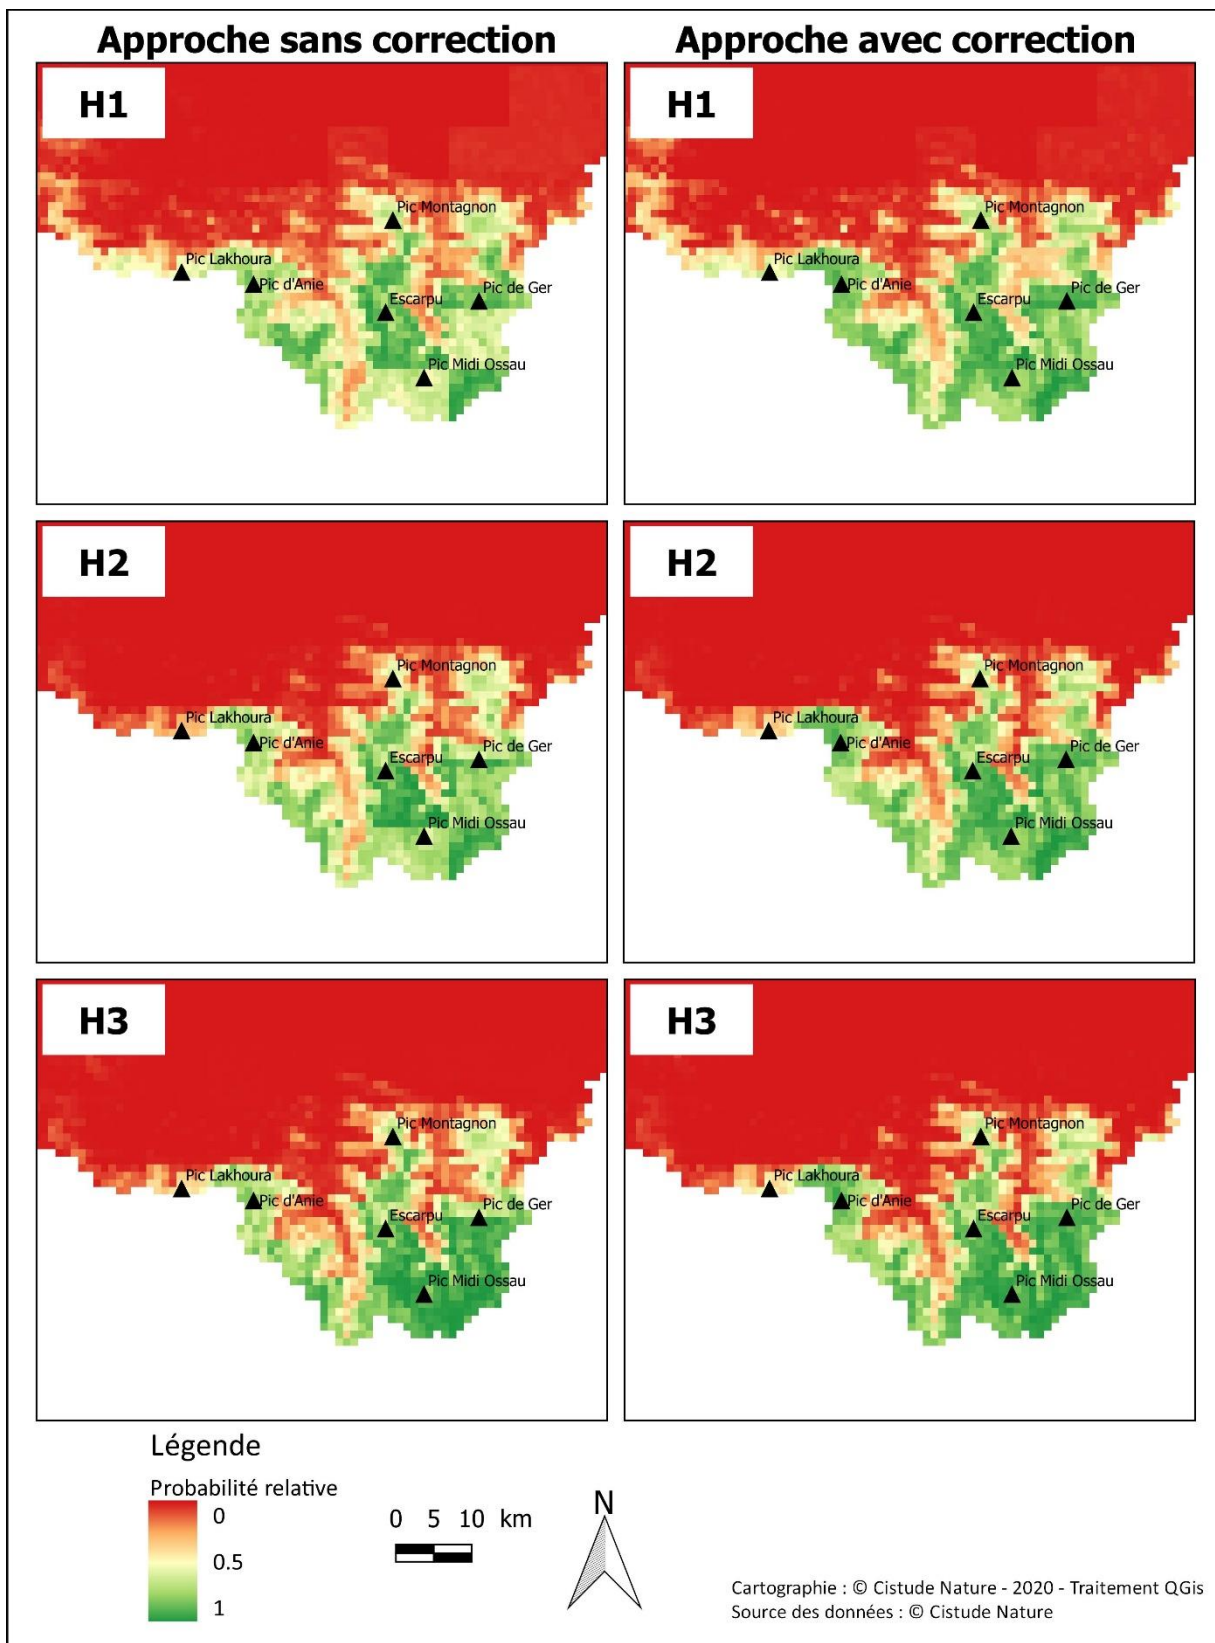 Approche sans correction
Approche avec correction
H1
Pic Montagnon
Pic Lakhoura
Pic d'Anie
Pic de Ger
Escarpu
Pic Midi Ossau
H1
Pic Montagnon
Pic Lakhoura
Pic d'Anie
Pic de Ger
Escarpu
Pic Midi Ossau
H2
Pic Montagnon
Pic Lakhoura
Pic d'Anie
Pic de Ger
Escarpu
Pic Midi Ossau
H2
Pic Montagnon
Pic Lakhoura
Pic d'Anie
Pic de Ger
Escarpu
Pic Midi Ossau
H3
Pic Montagnon
Pic Lakhoura
Pic d'Anie
Pic de Ger
Escarpu
Pic Midi Ossau
H3
Pic Montagnon
Pic Lakhoura
Pic d'Anie
Pic de Ger
Escarpu
Pic Midi Ossau
Légende
Probabilité relative
0
0.5
1
0 5 10 km
N
Cartographie : © Cistude Nature - 2020 - Traitement QGis
Source des données : © Cistude Nature